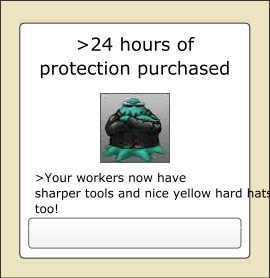 >24 hours of
protection purchased
>Your workers now have
sharper tools and nice yellow hard hats
too!